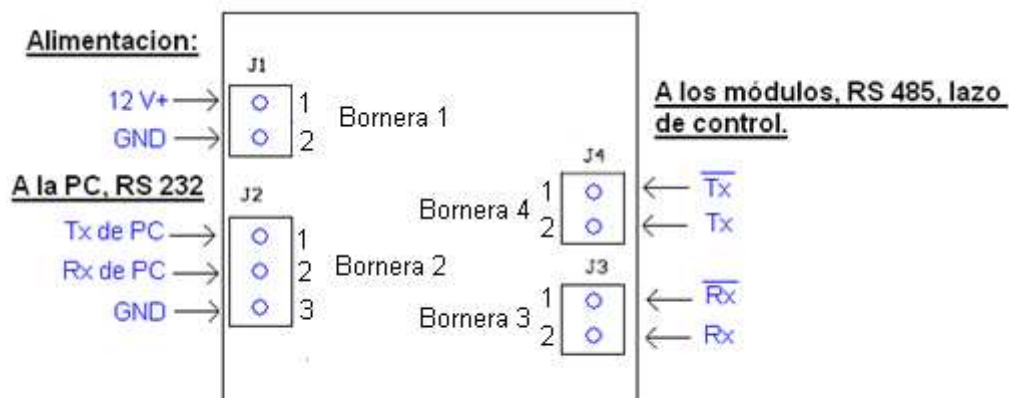 Alimentacion:
J1
12 V+
1
Bornera 1
GND
2
A la PC, RS 232
J2
Tx de PC
1
Rx de PC
2
Bornera 2
GND
3
A los módulos, RS 485, lazo
de control.
J4
1
T̅x̅
Bornera 4
2
Tx
J3
1
R̅x̅
Bornera 3
2
Rx